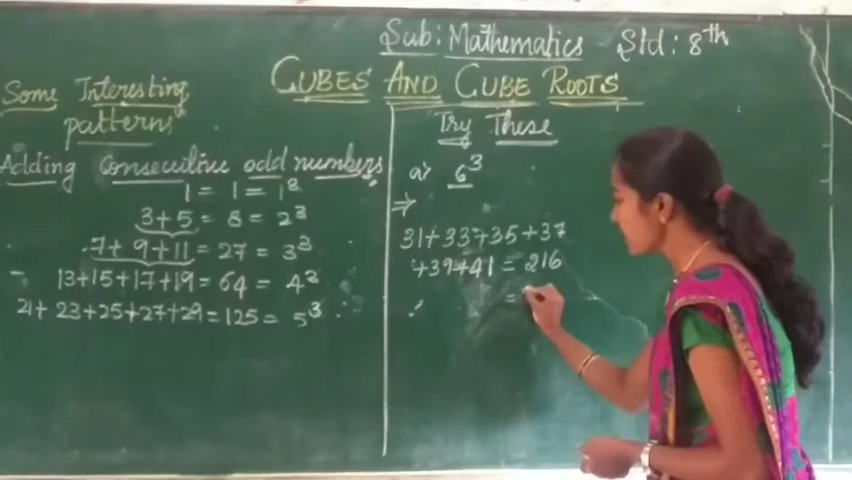 Sub: Mathematics - Std: 8th
CUBES AND CUBE ROOTS
Some Interesting
patterns
Adding Consecutive odd numbers
1 = 1 = 1³
3+5 = 8 = 2³
7+ 9+11 = 27 = 3³
13+15+17+19 = 64 = 4³
21+ 23+25+27+29 = 125 = 5³
Try These
a) 6³
⇒
31+33+35+37
+39+41 = 216
=